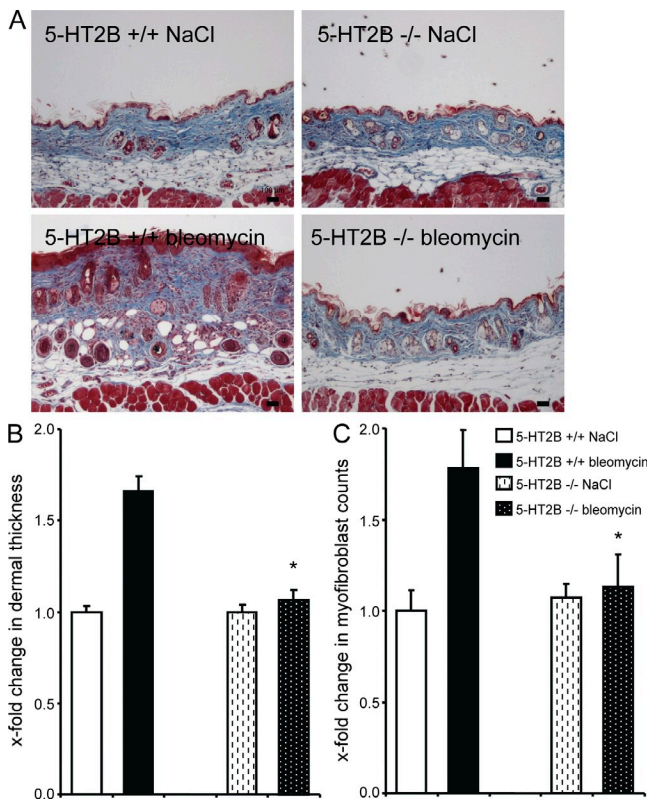 A
5-HT2B +/+ NaCl
5-HT2B -/- NaCl
5-HT2B +/+ bleomycin
5-HT2B -/- bleomycin
B
x-fold change in dermal thickness
2.0
1.5
1.0
0.5
0.0
*
C
x-fold change in myofibroblast counts
2.0
1.5
1.0
0.5
0.0
5-HT2B +/+ NaCl
5-HT2B +/+ bleomycin
5-HT2B -/- NaCl
5-HT2B -/- bleomycin
*